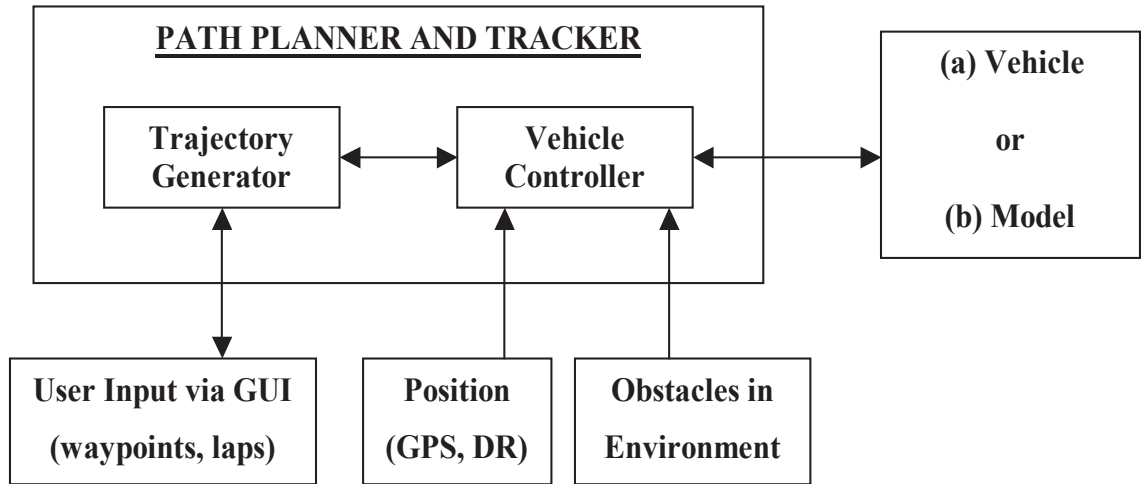 PATH PLANNER AND TRACKER
Trajectory
Generator
Vehicle
Controller
(a) Vehicle
or
(b) Model
User Input via GUI
(waypoints, laps)
Position
(GPS, DR)
Obstacles in
Environment